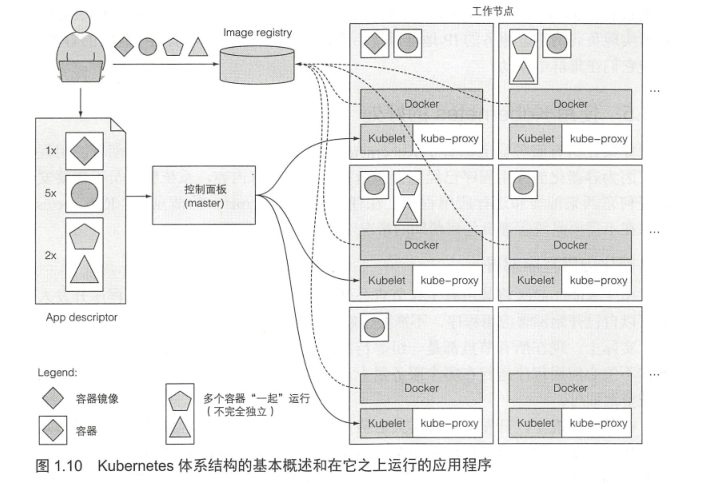 工作节点
Image registry
Docker
Kubelet
kube-proxy
Docker
Kubelet
kube-proxy
...
1x
5x
2x
App descriptor
控制面板
(master)
Docker
Kubelet
kube-proxy
Docker
Kubelet
kube-proxy
...
Docker
Kubelet
kube-proxy
Docker
Kubelet
kube-proxy
...
Legend:
容器镜像
容器
多个容器“一起”运行
(不完全独立)
图 1.10 Kubernetes 体系结构的基本概述和在它之上运行的应用程序